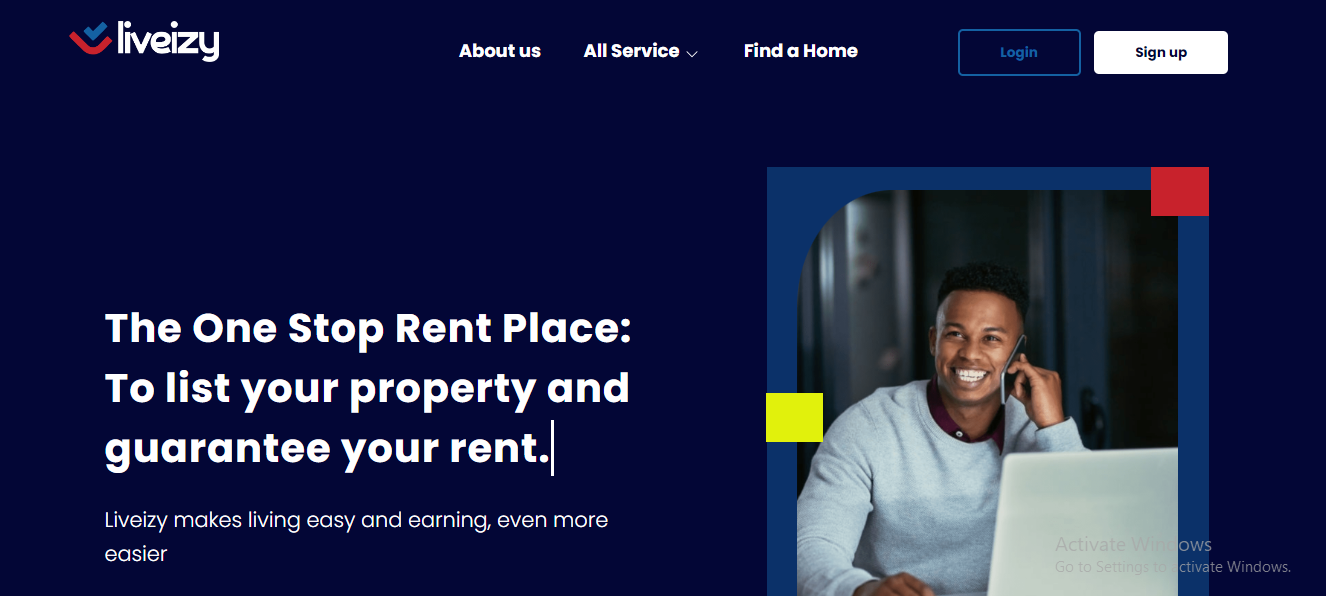 liveizy
About us
All Service
Find a Home
Login
Sign up
The One Stop Rent Place:
To list your property and
guarantee your rent.
Liveizy makes living easy and earning, even more
easier
Activate Windows
Go to Settings to activate Windows.